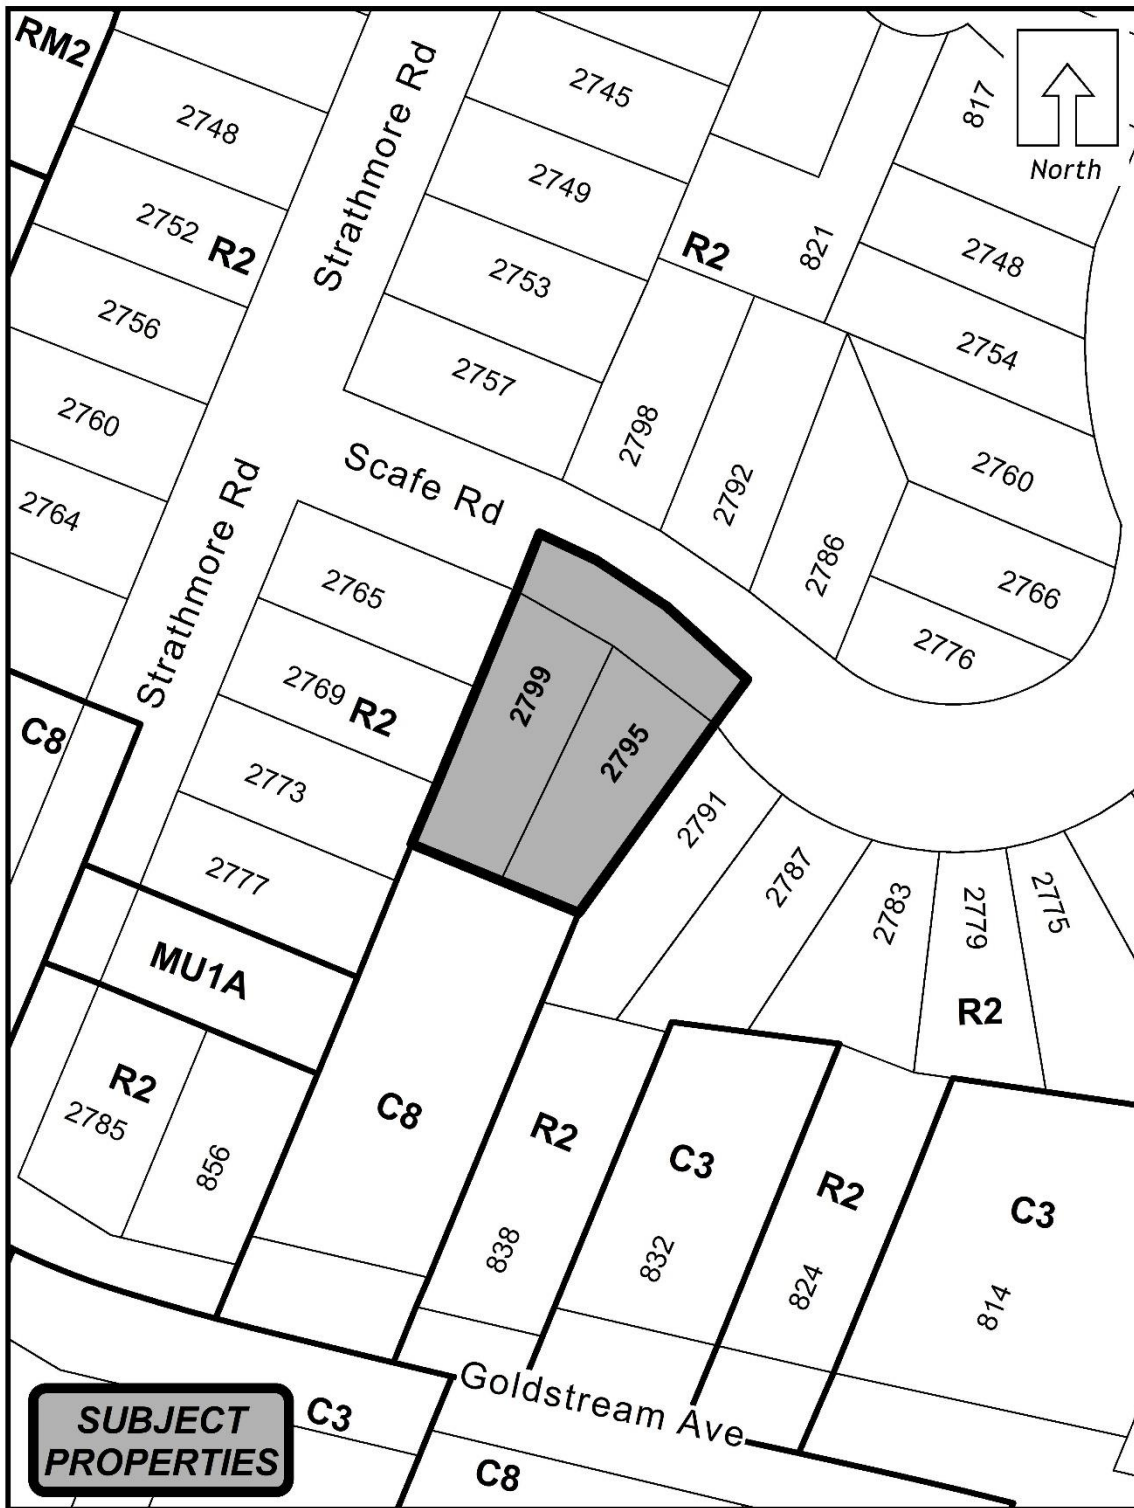 RM2
2748
2752
R2
2756
2760
2764
Strathmore Rd
2745
2749
2753
2757
R2
821
817
North
2748
2754
2760
2766
2776
2798
2792
2786
Scafe Rd
Strathmore Rd
2765
2769
R2
2773
2777
2799
2795
2791
2787
2783
2779
2775
R2
C8
MU1A
R2
2785
856
C8
R2
838
C3
832
R2
824
C3
814
Goldstream Ave
C3
C8
SUBJECT
PROPERTIES